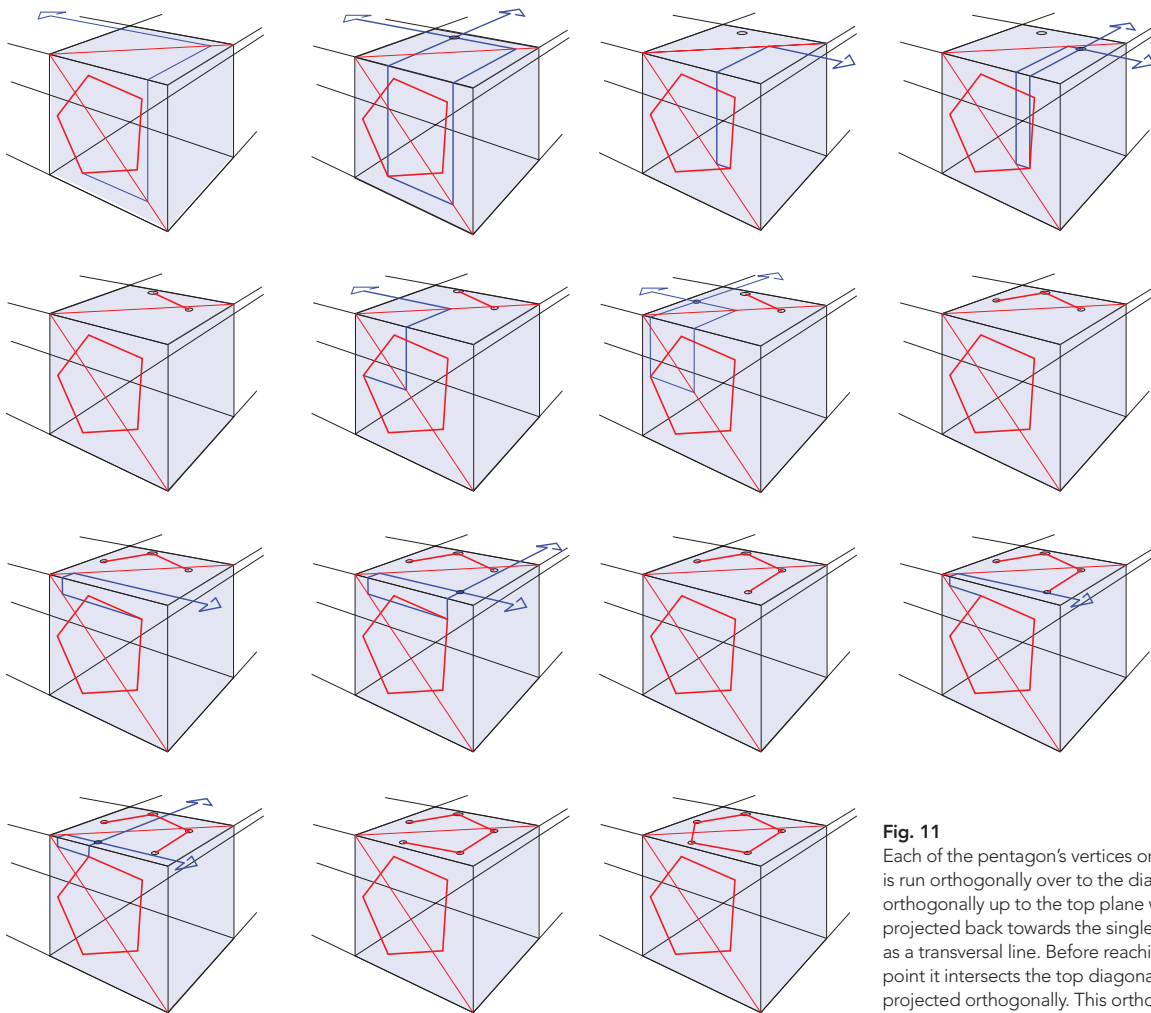 Fig. 11
Each of the pentagon's vertices or
is run orthogonally over to the dia
orthogonally up to the top plane w
projected back towards the single
as a transversal line. Before reachi
point it intersects the top diagona
projected orthogonally. This ortho